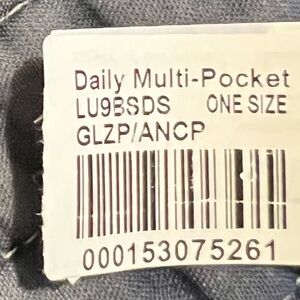 Daily Multi-Pocket
LU9BSDS ONE SIZE
GLZP/ANCP
000153075261